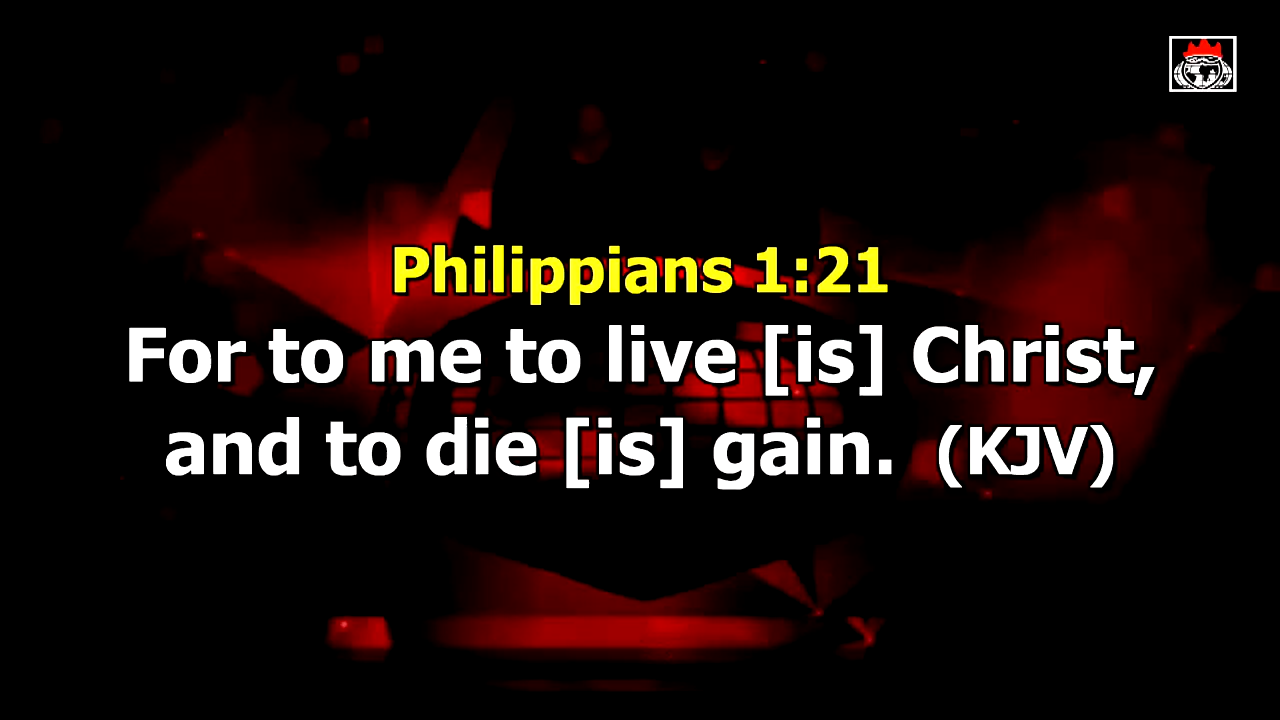 Philippians 1:21
For to me to live [is] Christ,
and to die [is] gain. (KJV)